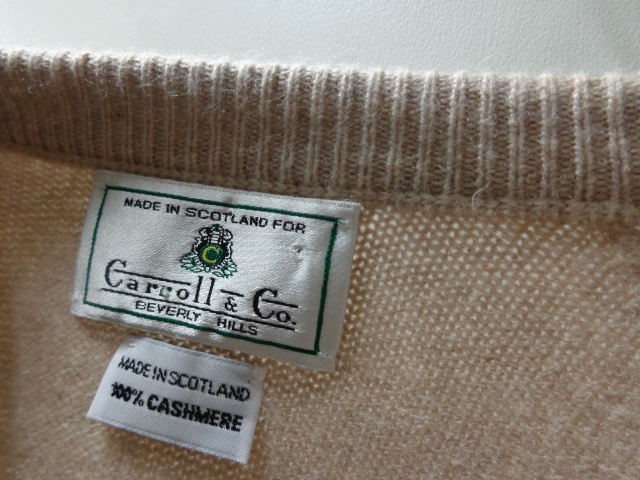 MADE IN SCOTLAND FOR
C
Carroll & Co.
BEVERLY HILLS
MADE IN SCOTLAND
100% CASHMERE